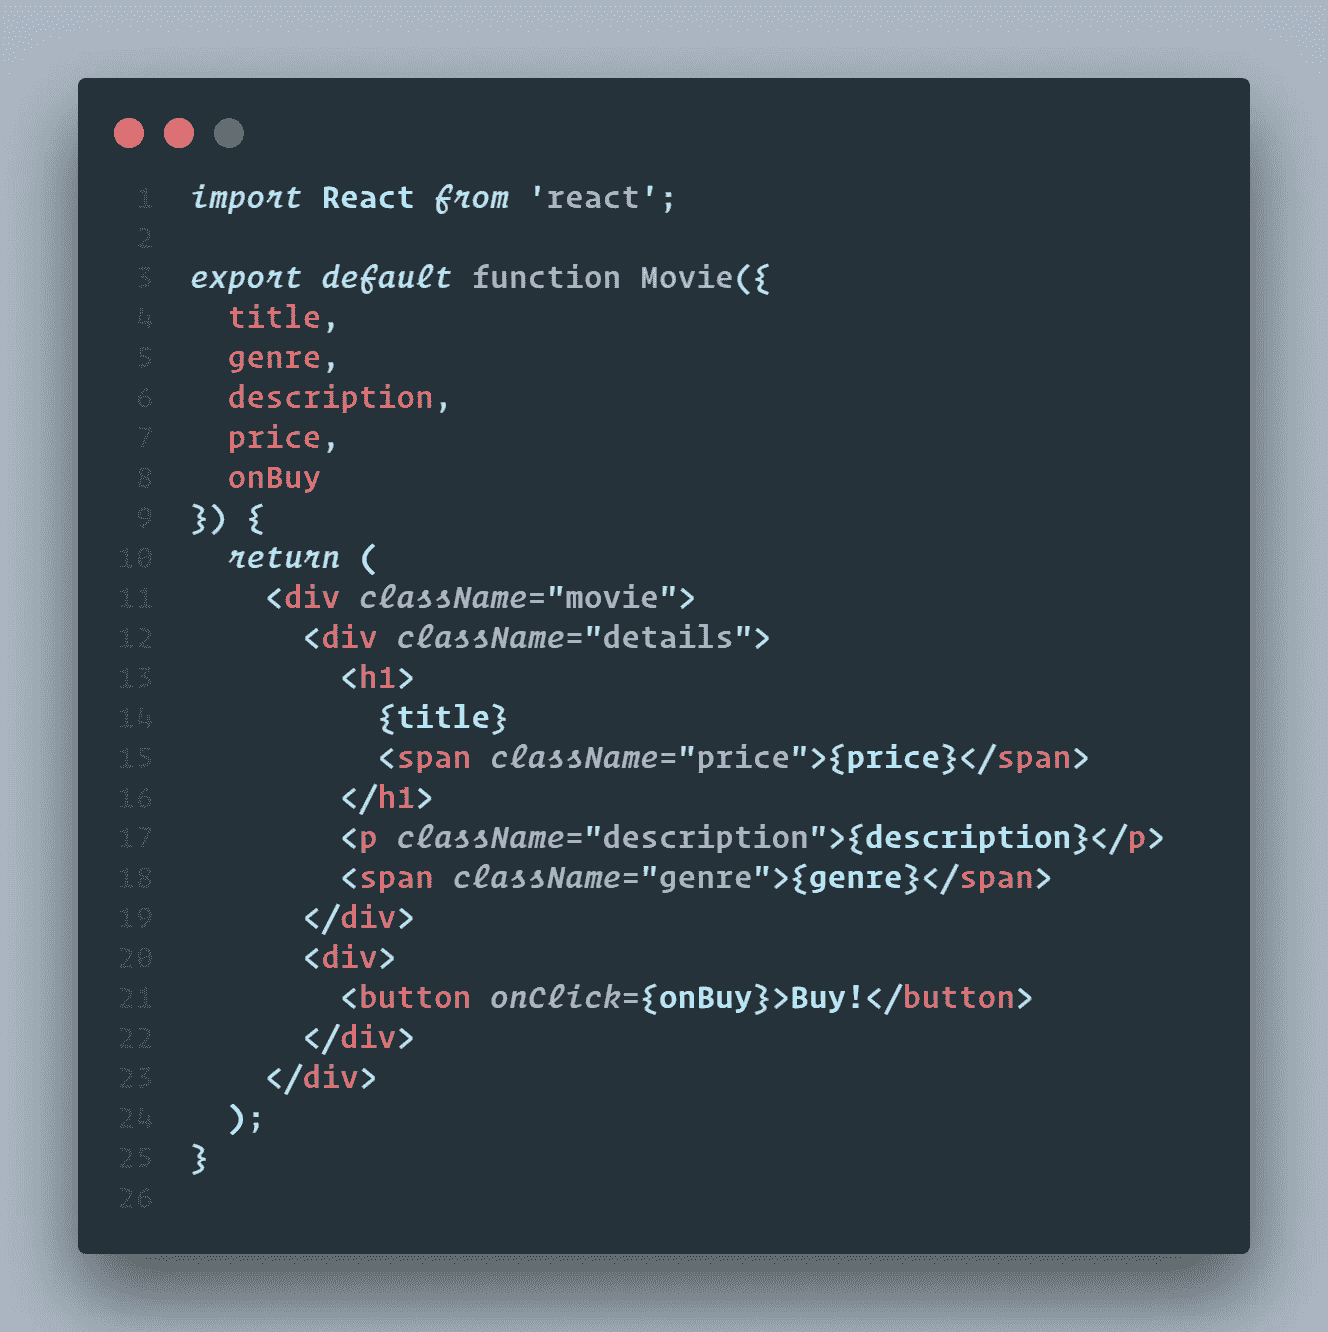 1 import React from 'react';
2
3 export default function Movie({
4   title,
5   genre,
6   description,
7   price,
8   onBuy
9 }) {
10   return (
11     <div className="movie">
12       <div className="details">
13         <h1>
14           {title}
15           <span className="price">{price}</span>
16         </h1>
17         <p className="description">{description}</p>
18         <span className="genre">{genre}</span>
19       </div>
20       <div>
21         <button onClick={onBuy}>Buy!</button>
22       </div>
23     </div>
24   );
25 }
26